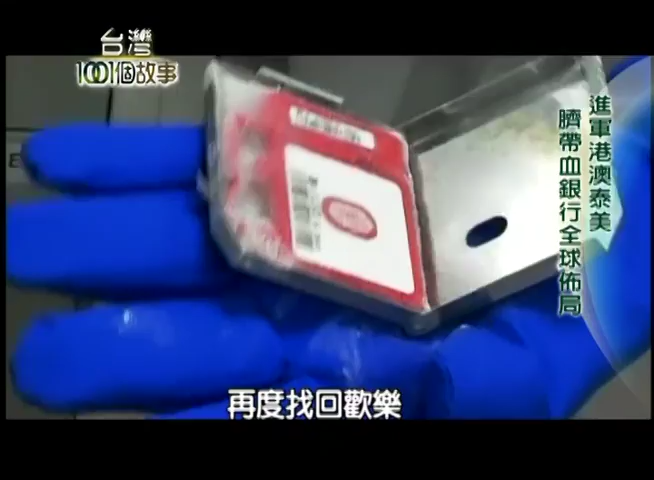 台灣
1001個故事
進軍港澳泰美
臍帶血銀行全球佈局
再度找回歡樂